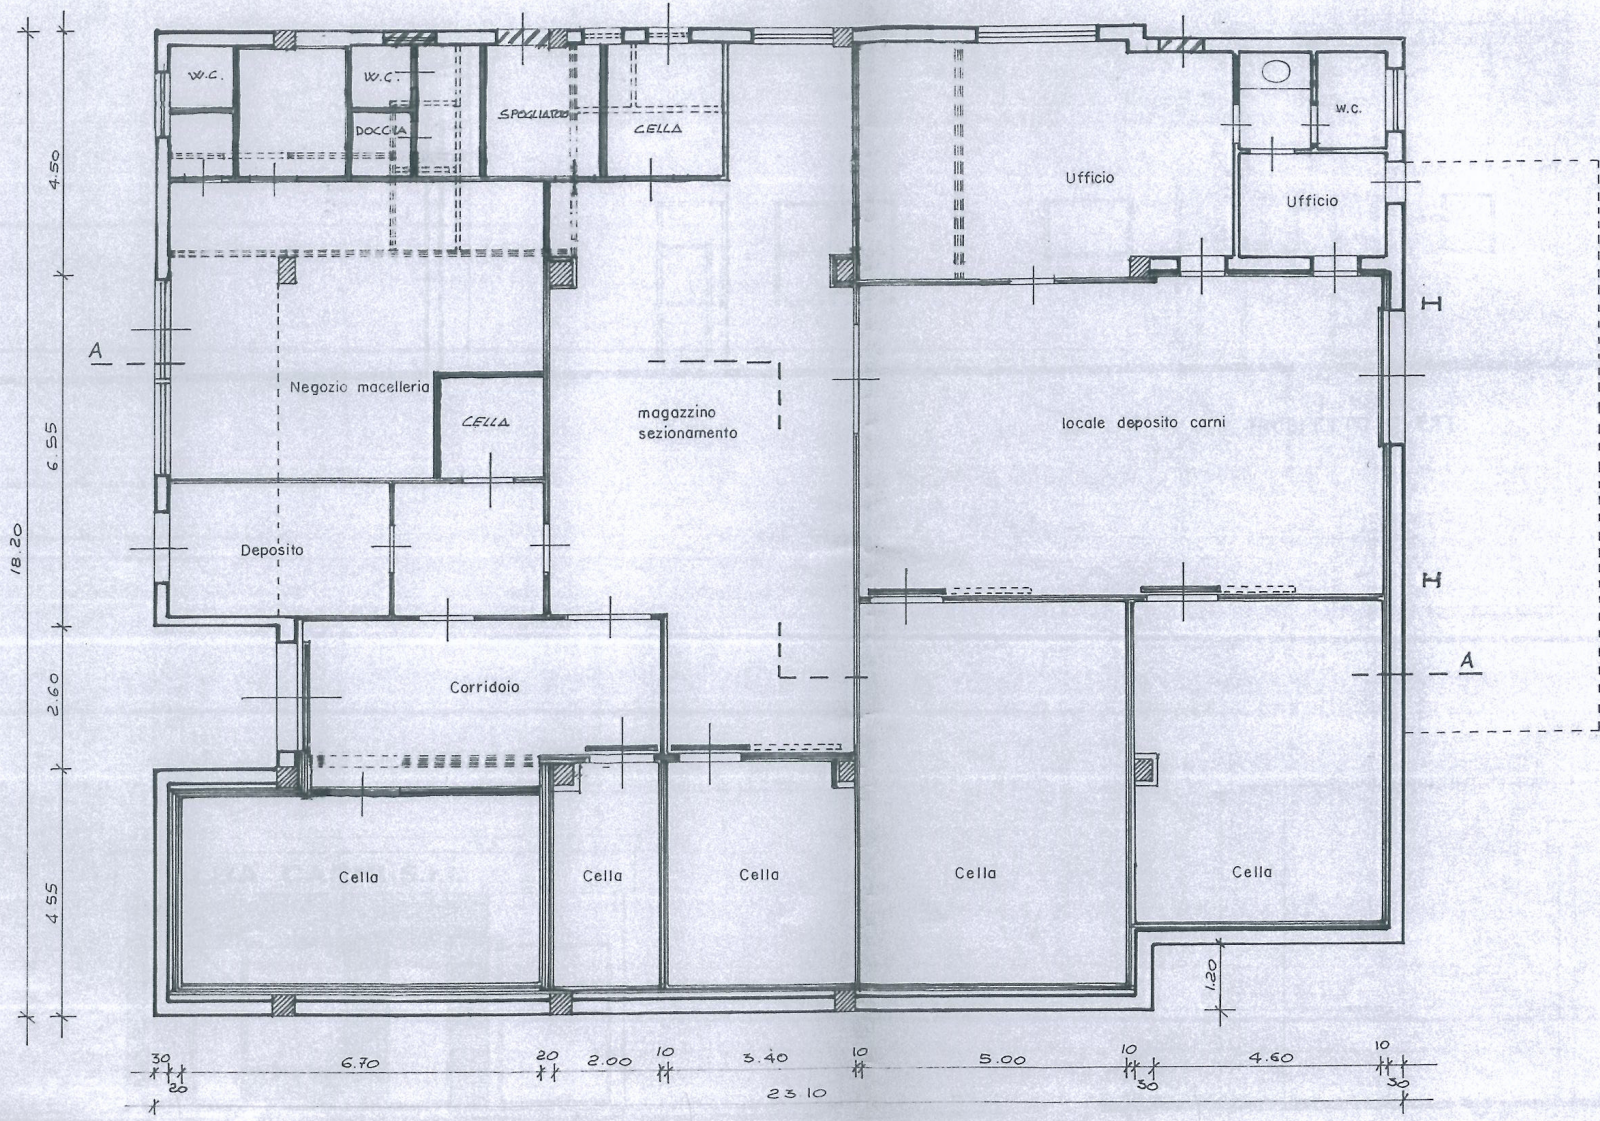 W.C.
W.C.
DOCCIA
SPOGLIATOIO
CELLA
W.C.
Ufficio
Ufficio
A
Negozio macelleria
CELLA
magazzino
sezionamento
locale deposito carni
Deposito
Corridoio
A
Cella
Cella
Cella
Cella
Cella
4.50
6.55
18.20
2.60
4.55
1.20
30
20
6.70
20
2.00
10
3.40
10
5.00
10
30
4.60
10
30
23.10